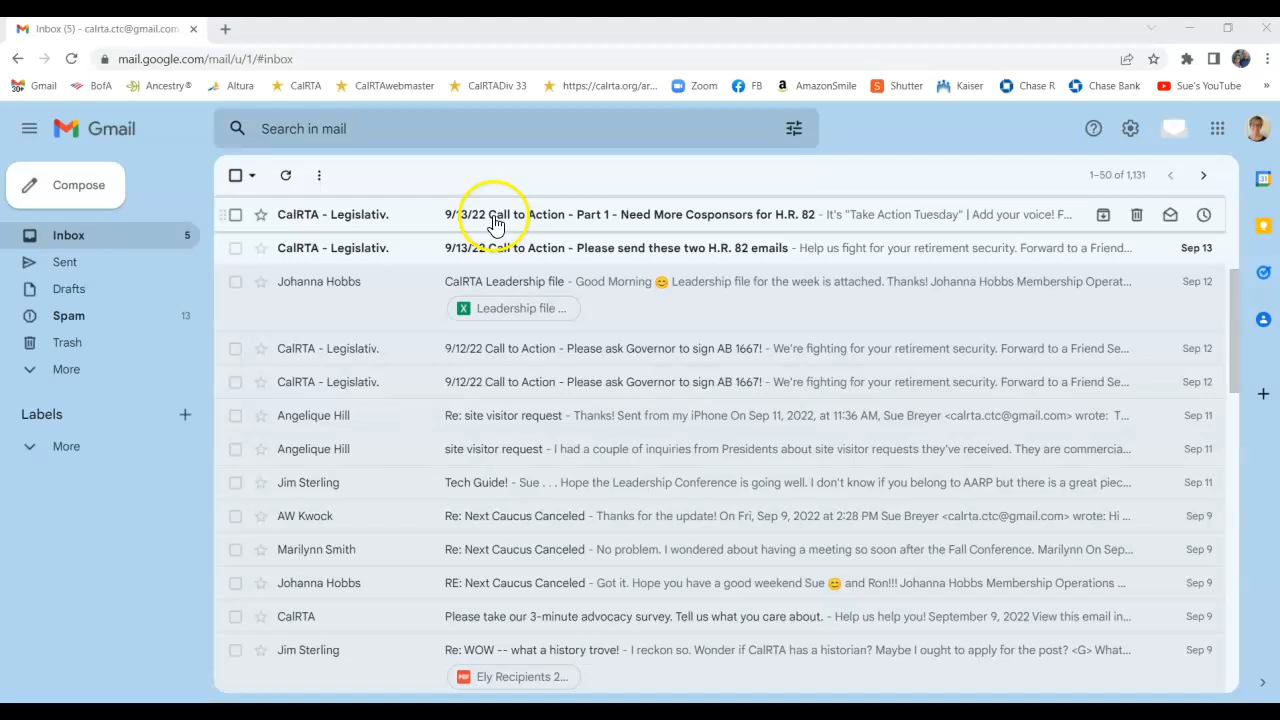 Inbox (5) - calrta.ctc@gmail.com
mail.google.com/mail/u/1/#inbox
30+ Gmail BofA Ancestry® Altura CalRTA CalRTAwebmaster CalRTADiv 33 https://calrta.org/ar... Zoom FB AmazonSmile Shutter Kaiser Chase R Chase Bank Sue's YouTube »
Gmail Search in mail
Compose 1–50 of 1,131
CalRTA - Legislativ. 9/13/22 Call to Action - Part 1 - Need More Cosponsors for H.R. 82 - It's "Take Action Tuesday" | Add your voice! F...
Inbox 5
CalRTA - Legislativ. 9/13/22 Call to Action - Please send these two H.R. 82 emails - Help us fight for your retirement security. Forward to a Friend... Sep 13
Sent
Johanna Hobbs CalRTA Leadership file - Good Morning 😊 Leadership file for the week is attached. Thanks! Johanna Hobbs Membership Operat... Sep 12
Drafts
Leadership file ...
Spam 13
Trash
CalRTA - Legislativ. 9/12/22 Call to Action - Please ask Governor to sign AB 1667! - We're fighting for your retirement security. Forward to a Friend Se... Sep 12
More
CalRTA - Legislativ. 9/12/22 Call to Action - Please ask Governor to sign AB 1667! - We're fighting for your retirement security. Forward to a Friend Se... Sep 12
Labels
Angelique Hill Re: site visitor request - Thanks! Sent from my iPhone On Sep 11, 2022, at 11:36 AM, Sue Breyer <calrta.ctc@gmail.com> wrote: T... Sep 11
More
Angelique Hill site visitor request - I had a couple of inquiries from Presidents about site visitor requests they've received. They are commercia... Sep 11
Jim Sterling Tech Guide! - Sue . . . Hope the Leadership Conference is going well. I don't know if you belong to AARP but there is a great piec... Sep 11
AW Kwock Re: Next Caucus Canceled - Thanks for the update! On Fri, Sep 9, 2022 at 2:28 PM Sue Breyer <calrta.ctc@gmail.com> wrote: Hi ... Sep 9
Marilynn Smith Re: Next Caucus Canceled - No problem. I wondered about having a meeting so soon after the Fall Conference. Marilynn On Sep... Sep 9
Johanna Hobbs RE: Next Caucus Canceled - Got it. Hope you have a good weekend Sue 😊 and Ron!!! Johanna Hobbs Membership Operations ... Sep 9
CalRTA Please take our 3-minute advocacy survey. Tell us what you care about. - Help us help you! September 9, 2022 View this email in... Sep 9
Jim Sterling Re: WOW -- what a history trove! - I reckon so. Wonder if CalRTA has a historian? Maybe I ought to apply for the post? <G> What... Sep 9
PDF Ely Recipients 2...